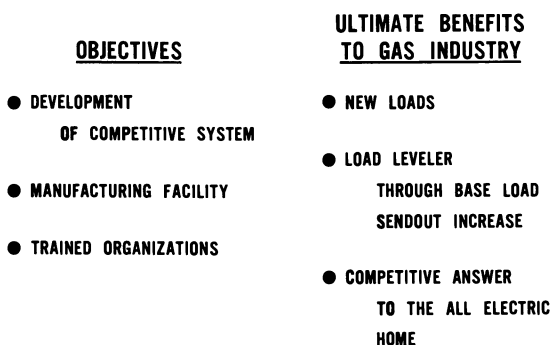 OBJECTIVES
● DEVELOPMENT
OF COMPETITIVE SYSTEM
● MANUFACTURING FACILITY
● TRAINED ORGANIZATIONS
ULTIMATE BENEFITS
TO GAS INDUSTRY
● NEW LOADS
● LOAD LEVELER
THROUGH BASE LOAD
SENDOUT INCREASE
● COMPETITIVE ANSWER
TO THE ALL ELECTRIC
HOME